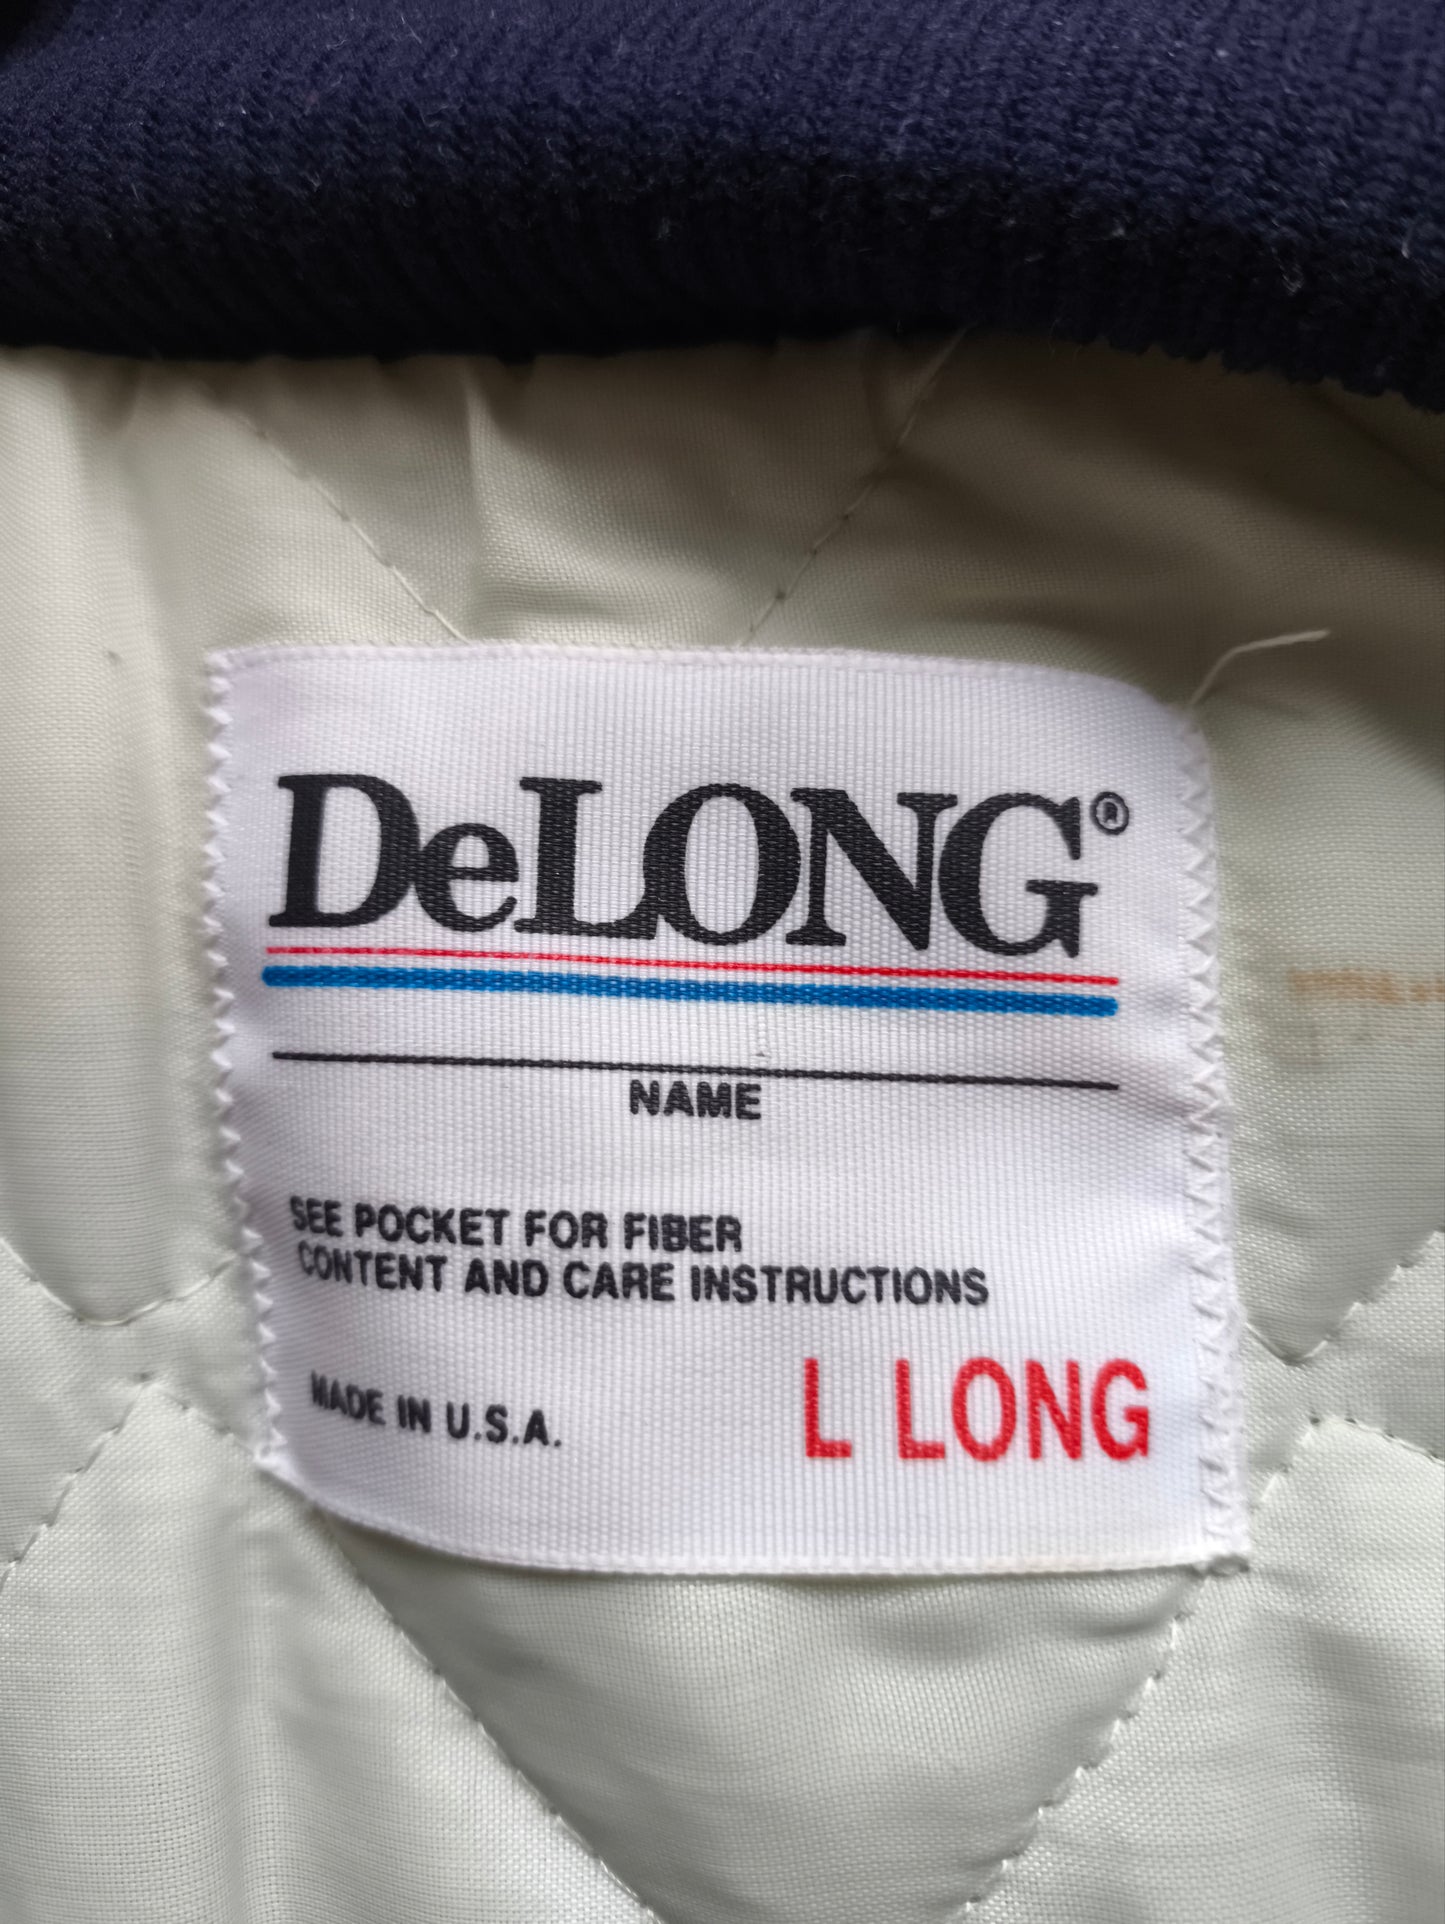 DeLONG®
NAME
SEE POCKET FOR FIBER
CONTENT AND CARE INSTRUCTIONS
MADE IN U.S.A.
L LONG